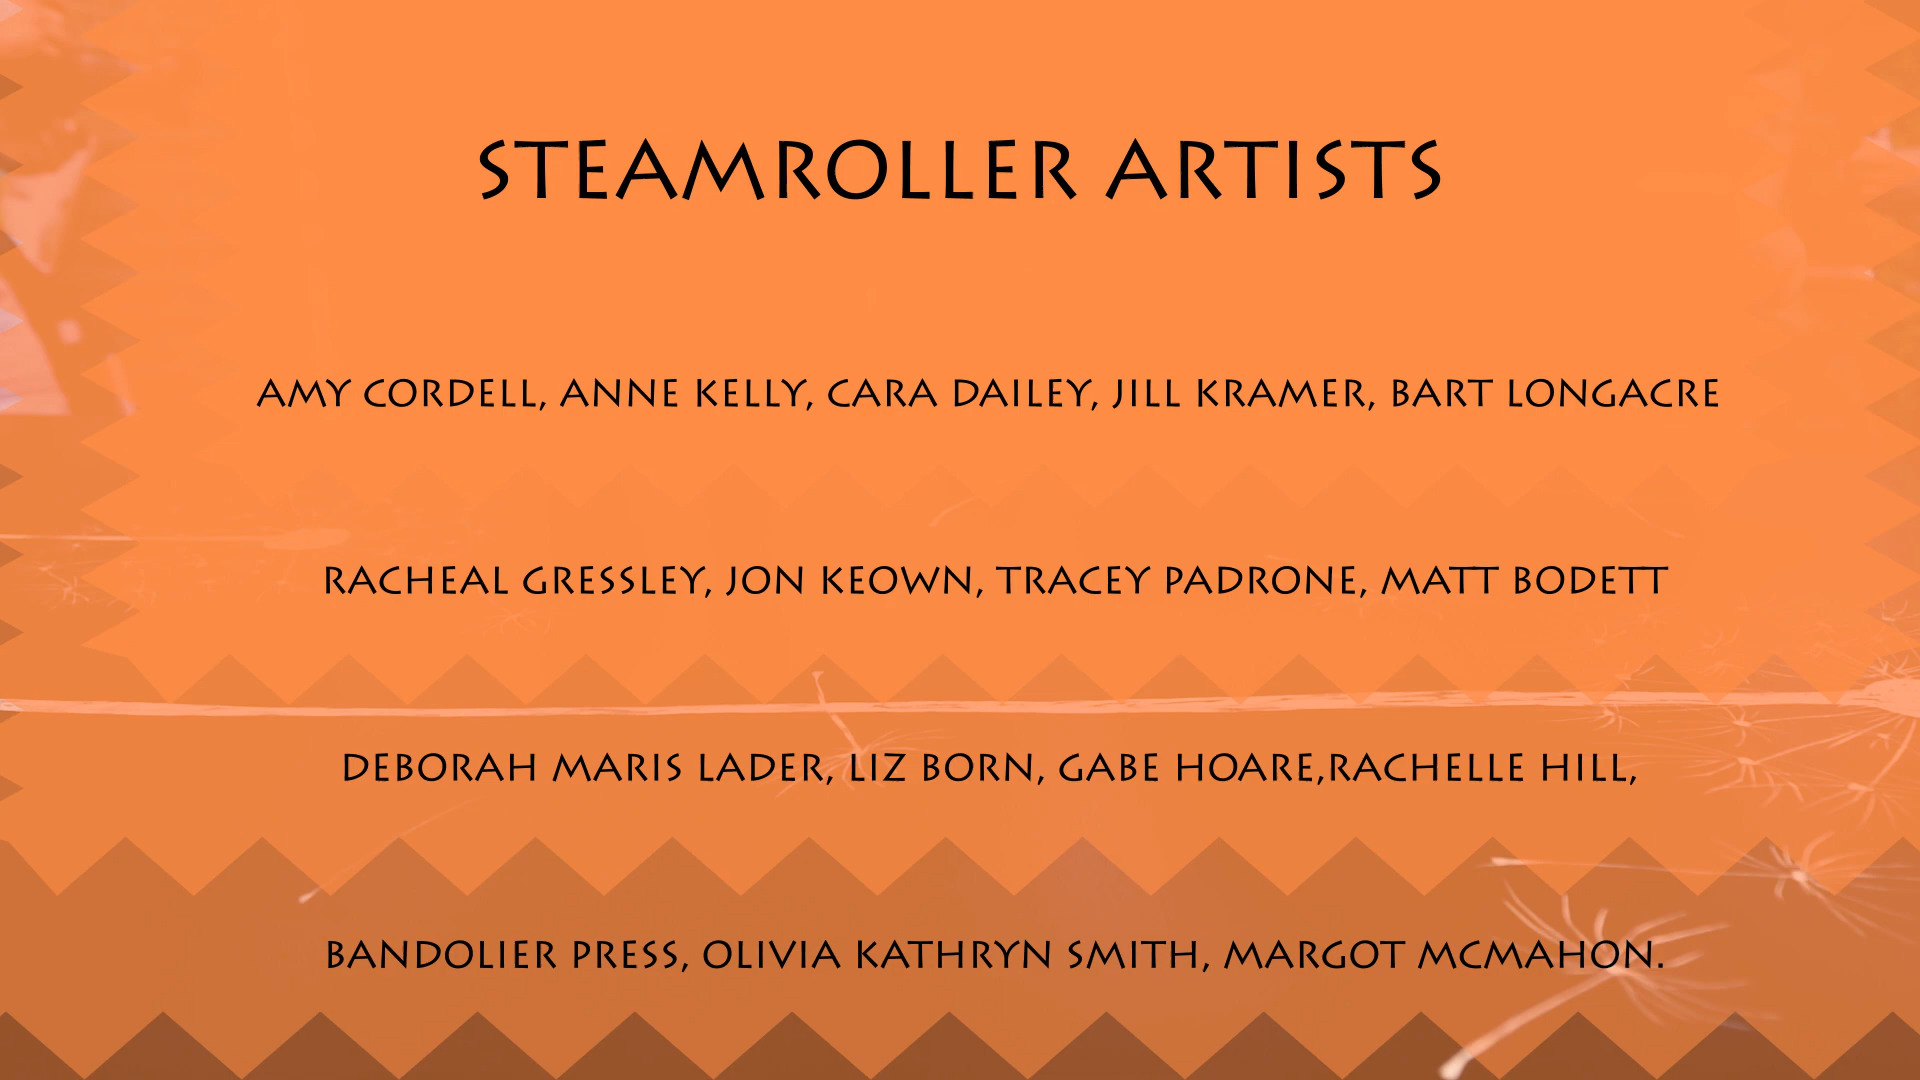 STEAMROLLER ARTISTS
AMY CORDELL, ANNE KELLY, CARA DAILEY, JILL KRAMER, BART LONGACRE
RACHEAL GRESSLEY, JON KEOWN, TRACEY PADRONE, MATT BODETT
DEBORAH MARIS LADER, LIZ BORN, GABE HOARE,RACHELLE HILL,
BANDOLIER PRESS, OLIVIA KATHRYN SMITH, MARGOT MCMAHON.